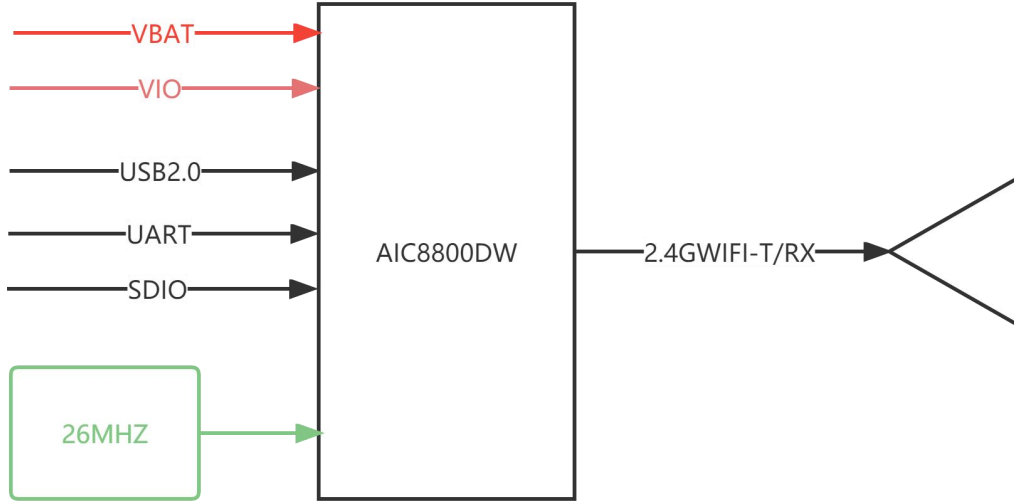 VBAT
VIO
USB2.0
UART
SDIO
26MHZ
AIC8800DW
2.4GWIFI-T/RX